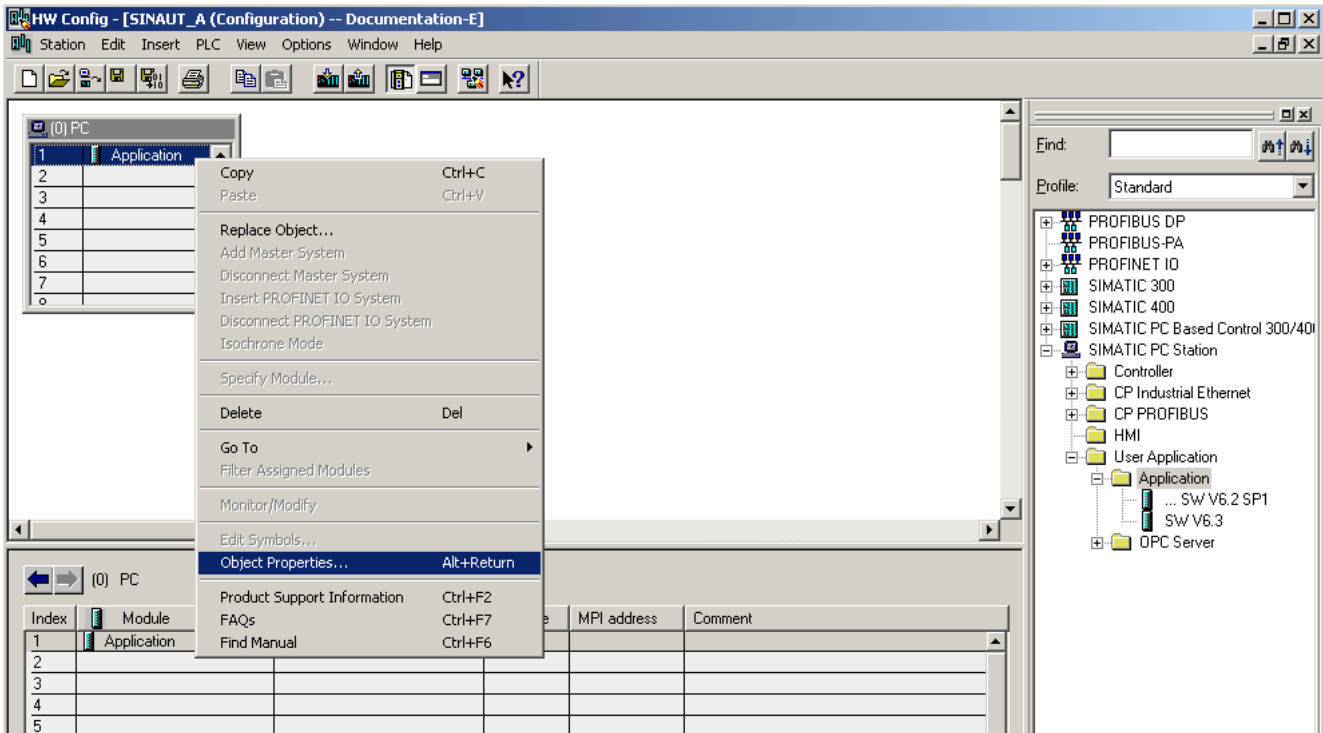 HW Config - [SINAUT_A (Configuration) -- Documentation-E]
Station Edit Insert PLC View Options Window Help
(0) PC
1 Application
2
3
4
5
6
7
Copy Ctrl+C
Paste Ctrl+V
Replace Object...
Add Master System
Disconnect Master System
Insert PROFINET IO System
Disconnect PROFINET IO System
Isochrone Mode
Specify Module...
Delete Del
Go To
Filter Assigned Modules
Monitor/Modify
Edit Symbols...
Object Properties... Alt+Return
Product Support Information Ctrl+F2
FAQs Ctrl+F7
Find Manual Ctrl+F6
(0) PC
Index Module MPI address Comment
1 Application
2
3
4
5
Find:
Profile: Standard
PROFIBUS DP
PROFIBUS-PA
PROFINET IO
SIMATIC 300
SIMATIC 400
SIMATIC PC Based Control 300/40
SIMATIC PC Station
Controller
CP Industrial Ethernet
CP PROFIBUS
HMI
User Application
Application
... SW V6.2 SP1
SW V6.3
OPC Server